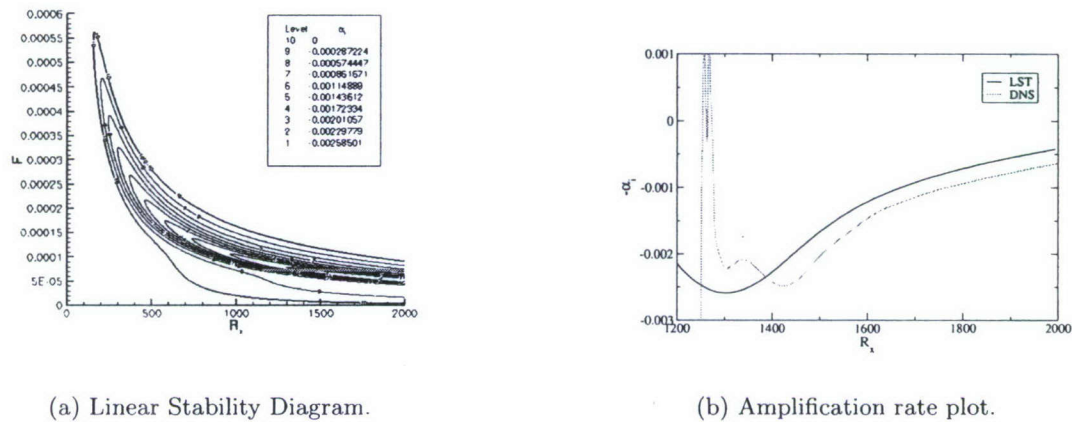 0.0006
0.00055
0.0005
0.00045
0.0004
0.00035
0.0003
0.00025
0.0002
0.00015
0.0001
5E-05
0
F
0 500 1000 1500 2000
Level αi
10 0
9 -0.000287224
8 -0.000574447
7 -0.000861671
6 -0.00114889
5 -0.00143612
4 -0.00172334
3 -0.00201057
2 -0.00229779
1 -0.00258501
(a) Linear Stability Diagram.
0.001
0
-0.001
-0.002
-0.003
-αi
LST
DNS
1200 1400 1600 1800 2000
Rx
(b) Amplification rate plot.